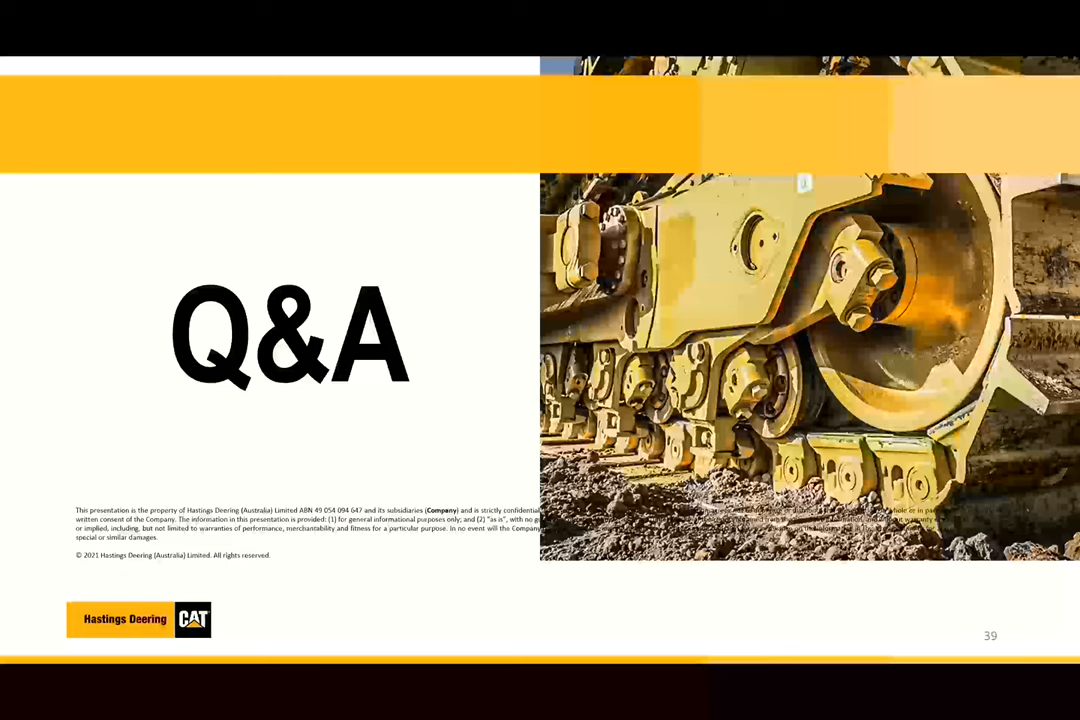 Q&A
This presentation is the property of Hastings Deering (Australia) Limited ABN 49 054 094 647 and its subsidiaries (Company) and is strictly confidential
written consent of the Company. The information in this presentation is provided: (1) for general informational purposes only; and (2) "as is", with no
or implied, including, but not limited to warranties of performance, merchantability and fitness for a particular purpose. In no event will the Company
special or similar damages.
© 2021 Hastings Deering (Australia) Limited. All rights reserved.
Hastings Deering CAT
39